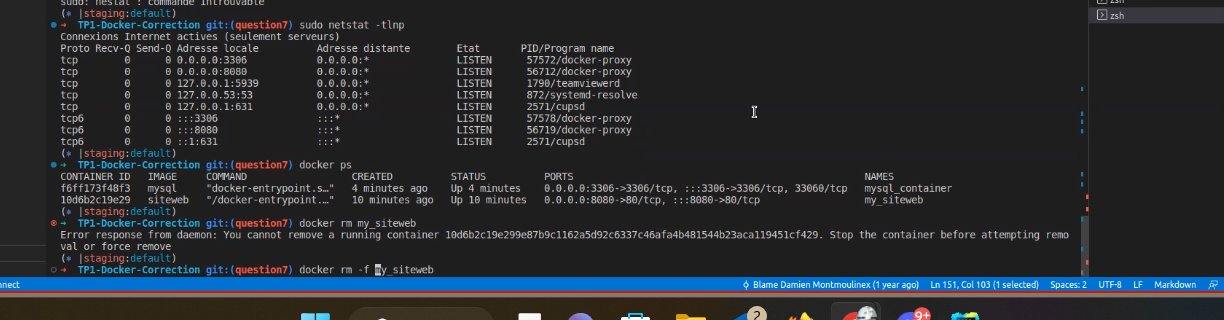 sudo: nestat : commande introuvable
(⎈ |staging:default)
➜ TP1-Docker-Correction git:(question7) sudo netstat -tlnp
Connexions Internet actives (seulement serveurs)
Proto Recv-Q Send-Q Adresse locale Adresse distante Etat PID/Program name
tcp 0 0 0.0.0.0:3306 0.0.0.0:* LISTEN 57572/docker-proxy
tcp 0 0 0.0.0.0:8080 0.0.0.0:* LISTEN 56712/docker-proxy
tcp 0 0 127.0.0.1:5939 0.0.0.0:* LISTEN 1790/teamviewerd
tcp 0 0 127.0.0.53:53 0.0.0.0:* LISTEN 872/systemd-resolve
tcp 0 0 127.0.0.1:631 0.0.0.0:* LISTEN 2571/cupsd
tcp6 0 0 :::3306 :::* LISTEN 57578/docker-proxy
tcp6 0 0 :::8080 :::* LISTEN 56719/docker-proxy
tcp6 0 0 ::1:631 :::* LISTEN 2571/cupsd
(⎈ |staging:default)
➜ TP1-Docker-Correction git:(question7) docker ps
CONTAINER ID IMAGE COMMAND CREATED STATUS PORTS NAMES
f6ff173f48f3 mysql "docker-entrypoint.s…" 4 minutes ago Up 4 minutes 0.0.0.0:3306->3306/tcp, :::3306->3306/tcp, 33060/tcp mysql_container
10d6b2c19e29 siteweb "/docker-entrypoint.…" 10 minutes ago Up 10 minutes 0.0.0.0:8080->80/tcp, :::8080->80/tcp my_siteweb
(⎈ |staging:default)
➜ TP1-Docker-Correction git:(question7) docker rm my_siteweb
Error response from daemon: You cannot remove a running container 10d6b2c19e299e87b9c1162a5d92c6337c46afa4b481544b23aca119451cf429. Stop the container before attempting remo
val or force remove
(⎈ |staging:default)
➜ TP1-Docker-Correction git:(question7) docker rm -f my_siteweb
zsh
zsh
nnect Blame Damien Montmoulinex (1 year ago) Ln 151, Col 103 (1 selected) Spaces: 2 UTF-8 LF Markdown
2
9+